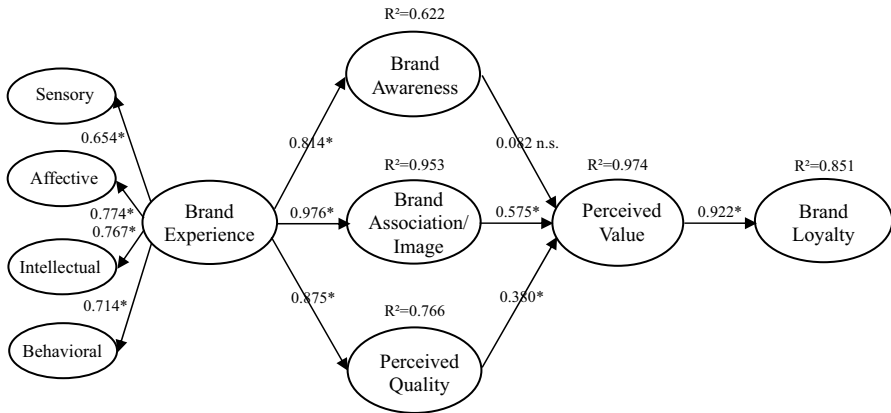 R²=0.622
Brand
Awareness
Sensory
0.654*
0.814*
0.082 n.s.
Affective
R²=0.953
R²=0.974
R²=0.851
0.774*
0.767*
Brand
Experience
0.976*
Brand
Association/
Image
0.575*
Perceived
Value
0.922*
Brand
Loyalty
Intellectual
0.714*
0.875*
0.380*
R²=0.766
Behavioral
Perceived
Quality